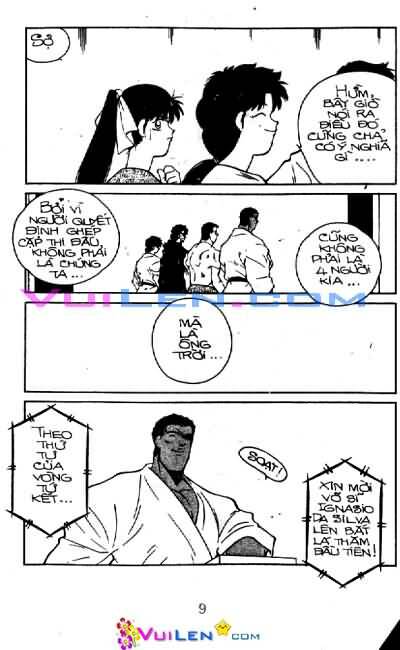 SỢ
HỪM,
BÂY GIỜ
NÓI RA
ĐIỀU ĐÓ
CŨNG CHẢ
CÓ Ý NGHĨA
GÌ ....
BỞI VÌ
NGƯỜI QUYẾT
ĐỊNH GHÉP
CẶP THI ĐẤU,
KHÔNG PHẢI
LÀ CHÚNG
TA ...
CŨNG
KHÔNG
PHẢI LÀ
4 NGƯỜI
KIA ...
VUILEN.COM
MÀ
LÀ
ÔNG
TRỜI ...
THEO
THỨ
TỰ
CỦA
VÒNG
TỨ
KẾT...
SOẠT!
XIN MỜI
VÕ SĨ
IGNASIO
DA SILVA
LÊN BẮT
LÁ THĂM
ĐẦU TIÊN!
9
VUILEN.COM